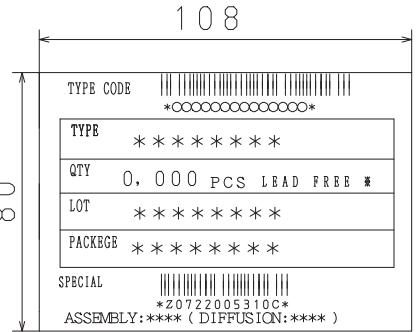 108
80
TYPE CODE
*OOOOOOOOOOOOOO*
TYPE ********
QTY 0,000 PCS LEAD FREE *
LOT ********
PACKEGE ********
SPECIAL
*Z0722005310C*
ASSEMBLY:****(DIFFUSION:****)